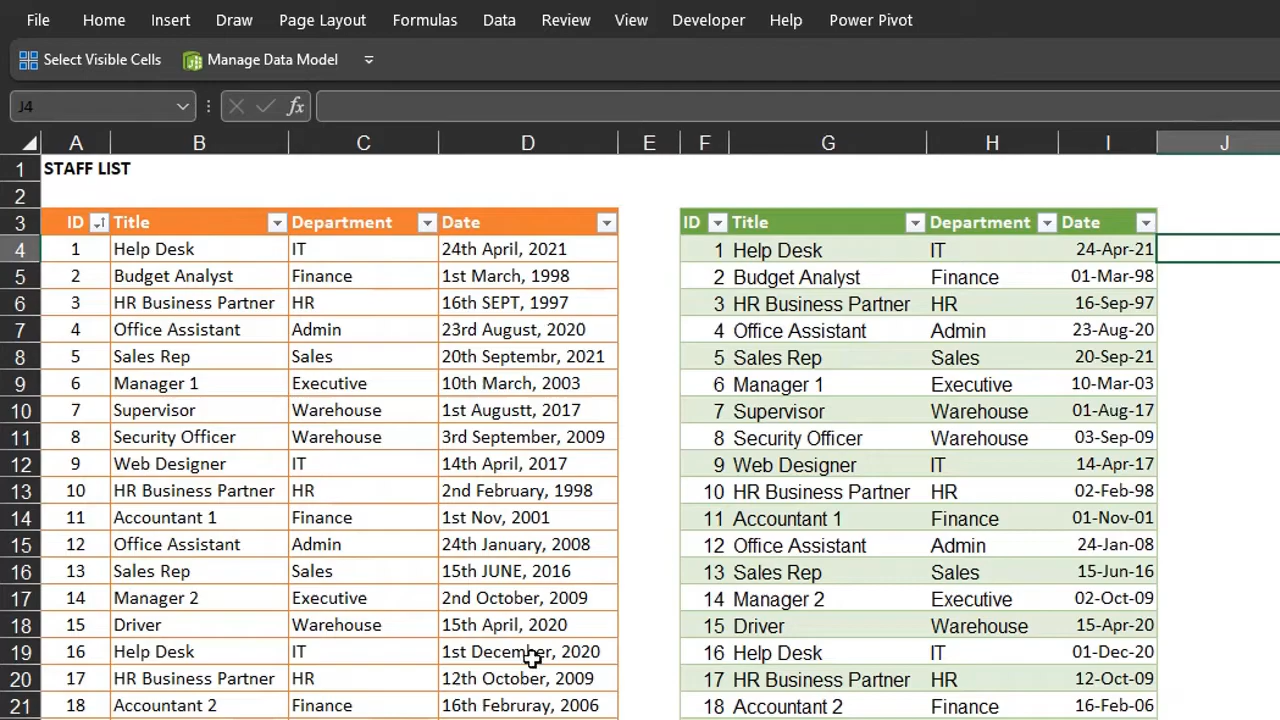 File Home Insert Draw Page Layout Formulas Data Review View Developer Help Power Pivot
Select Visible Cells Manage Data Model
J4 fx
A B C D E F G H I J
1 STAFF LIST
2
3 ID Title Department Date ID Title Department Date
4 1 Help Desk IT 24th April, 2021 1 Help Desk IT 24-Apr-21
5 2 Budget Analyst Finance 1st March, 1998 2 Budget Analyst Finance 01-Mar-98
6 3 HR Business Partner HR 16th SEPT, 1997 3 HR Business Partner HR 16-Sep-97
7 4 Office Assistant Admin 23rd August, 2020 4 Office Assistant Admin 23-Aug-20
8 5 Sales Rep Sales 20th Septembr, 2021 5 Sales Rep Sales 20-Sep-21
9 6 Manager 1 Executive 10th March, 2003 6 Manager 1 Executive 10-Mar-03
10 7 Supervisor Warehouse 1st Augustt, 2017 7 Supervisor Warehouse 01-Aug-17
11 8 Security Officer Warehouse 3rd September, 2009 8 Security Officer Warehouse 03-Sep-09
12 9 Web Designer IT 14th April, 2017 9 Web Designer IT 14-Apr-17
13 10 HR Business Partner HR 2nd February, 1998 10 HR Business Partner HR 02-Feb-98
14 11 Accountant 1 Finance 1st Nov, 2001 11 Accountant 1 Finance 01-Nov-01
15 12 Office Assistant Admin 24th January, 2008 12 Office Assistant Admin 24-Jan-08
16 13 Sales Rep Sales 15th JUNE, 2016 13 Sales Rep Sales 15-Jun-16
17 14 Manager 2 Executive 2nd October, 2009 14 Manager 2 Executive 02-Oct-09
18 15 Driver Warehouse 15th April, 2020 15 Driver Warehouse 15-Apr-20
19 16 Help Desk IT 1st December, 2020 16 Help Desk IT 01-Dec-20
20 17 HR Business Partner HR 12th October, 2009 17 HR Business Partner HR 12-Oct-09
21 18 Accountant 2 Finance 16th Februray, 2006 18 Accountant 2 Finance 16-Feb-06